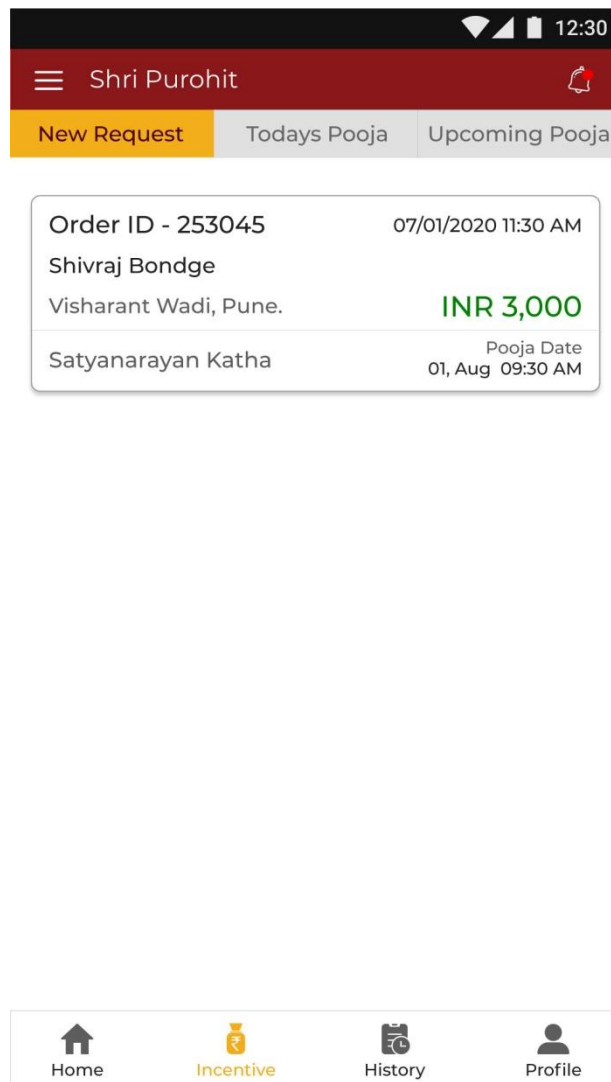 12:30
Shri Purohit
New Request Todays Pooja Upcoming Pooja
Order ID - 253045 07/01/2020 11:30 AM
Shivraj Bondge
Visharant Wadi, Pune. INR 3,000
Satyanarayan Katha Pooja Date
01, Aug 09:30 AM
₹
Home Incentive History Profile